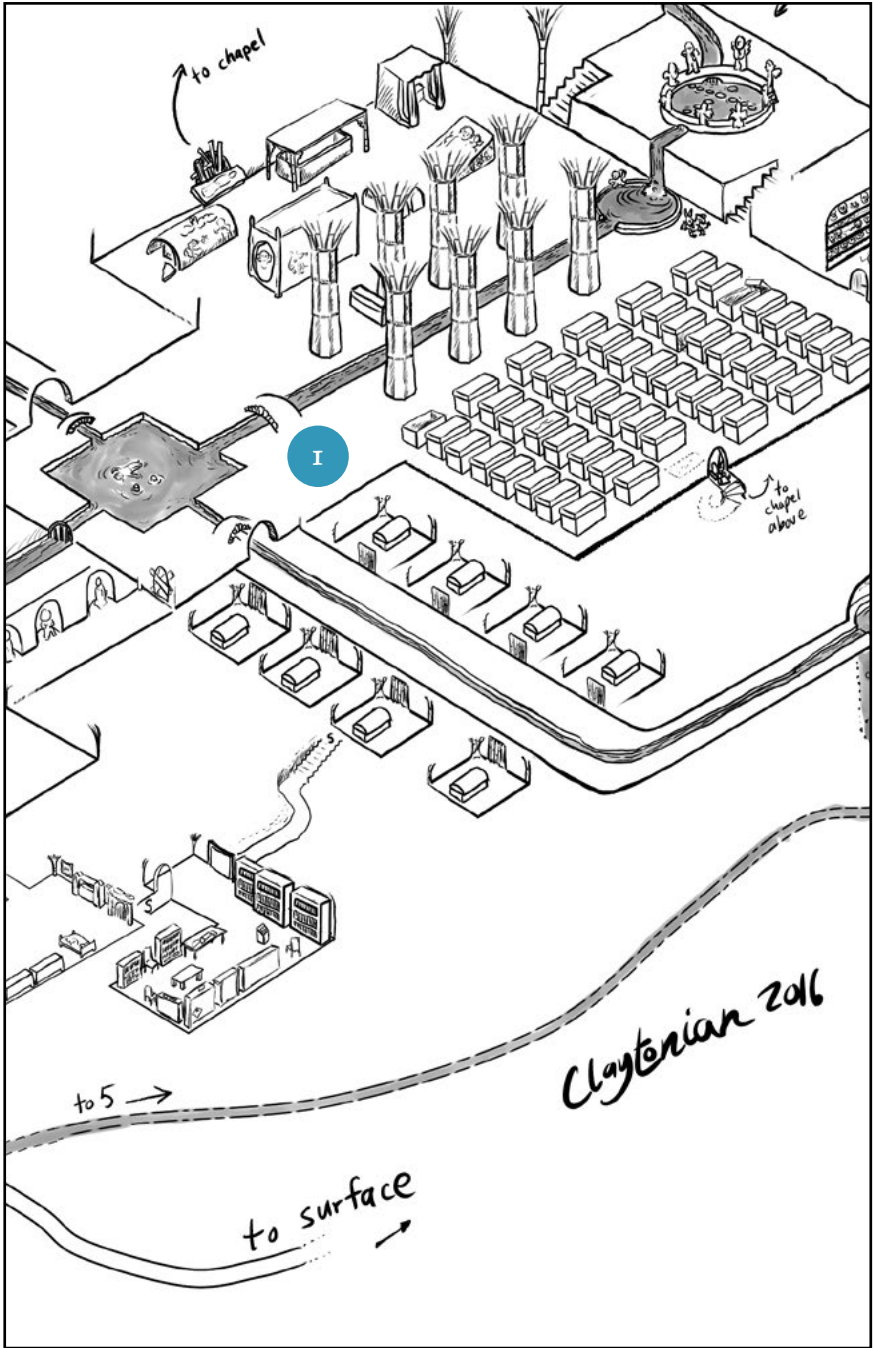 to chapel
I
to
chapel
above
S
S
to 5
Claytonian 2016
to surface